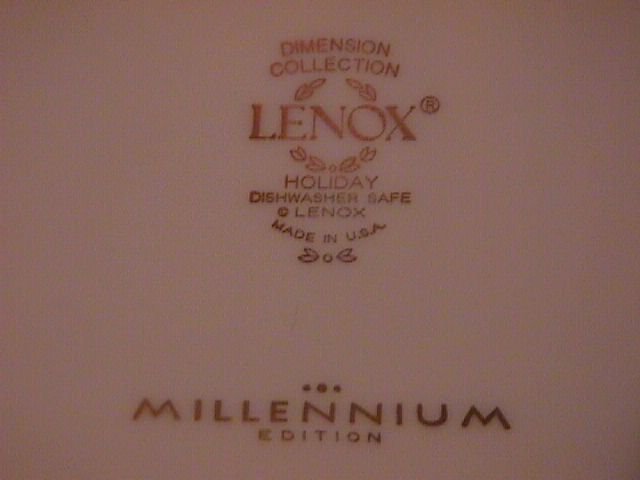 DIMENSION
COLLECTION
LENOX®
HOLIDAY
DISHWASHER SAFE
© LENOX
MADE IN U.S.A.
MILLENNIUM
EDITION